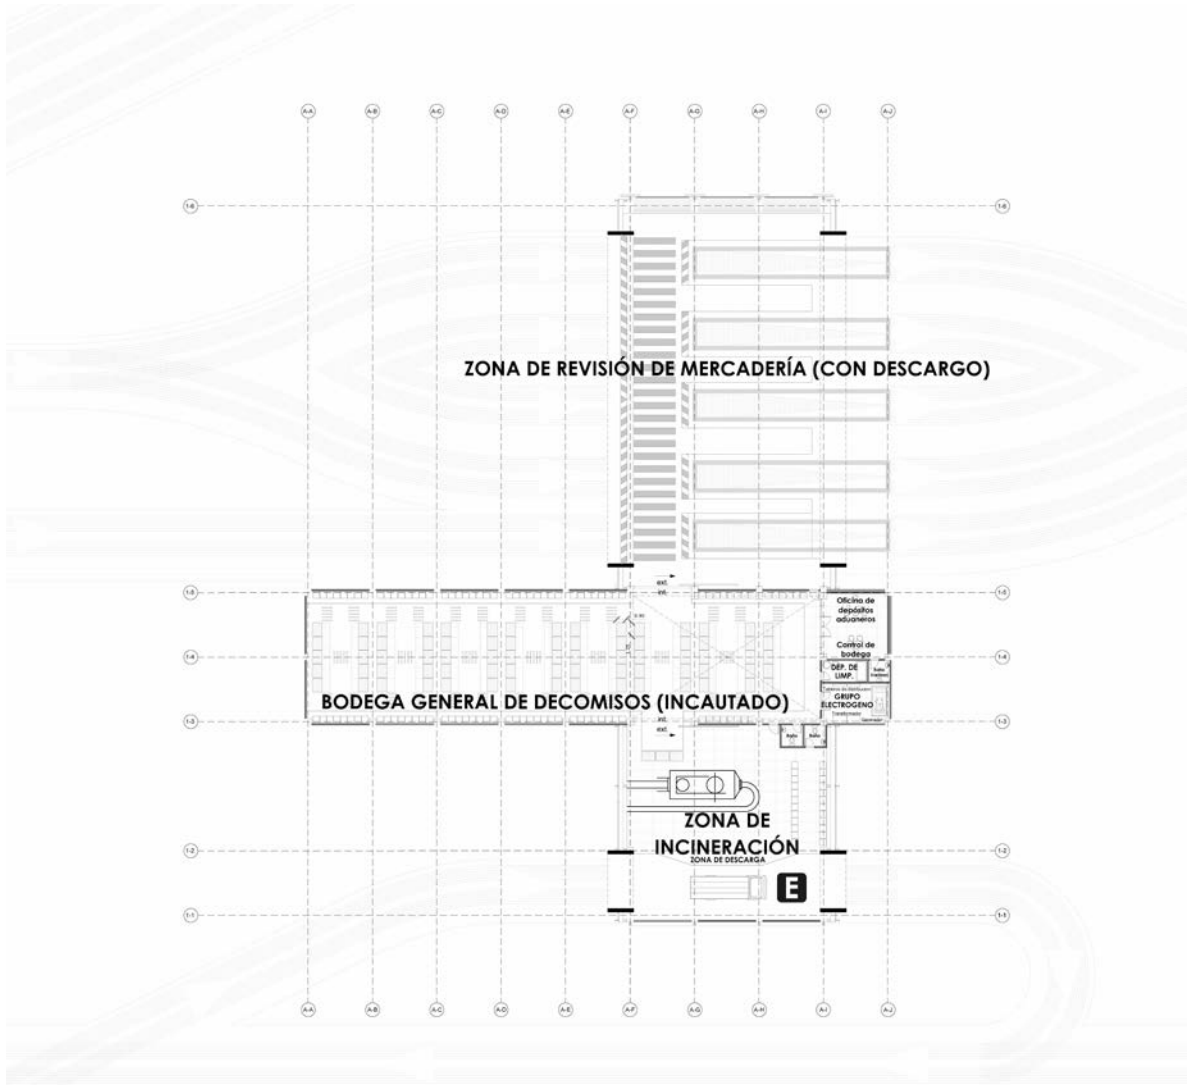 A-A A-B A-C A-D A-E A-F A-G A-H A-I A-J
1-6 1-6
ZONA DE REVISIÓN DE MERCADERÍA (CON DESCARGO)
ext.
int.
1-5 1-5
Oficina de
depósitos
aduaneros
Control de
bodega
1-4 1-4
DEP. DE
LIMP.
Baño
BODEGA GENERAL DE DECOMISOS (INCAUTADO)
GRUPO
ELECTROGENO
Transformador
Generador
1-3 1-3
int.
ext.
Baño Baño
ZONA DE
INCINERACIÓN
ZONA DE DESCARGA
1-2 1-2
E
1-1 1-1
A-A A-B A-C A-D A-E A-F A-G A-H A-I A-J